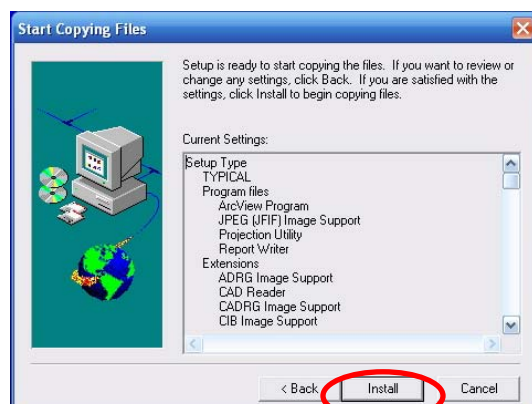 Start Copying Files
Setup is ready to start copying the files. If you want to review or
change any settings, click Back. If you are satisfied with the
settings, click Install to begin copying files.
Current Settings:
Setup Type
TYPICAL
Program files
ArcView Program
JPEG (JFIF) Image Support
Projection Utility
Report Writer
Extensions
ADRG Image Support
CAD Reader
CADRG Image Support
CIB Image Support
< Back
Install
Cancel